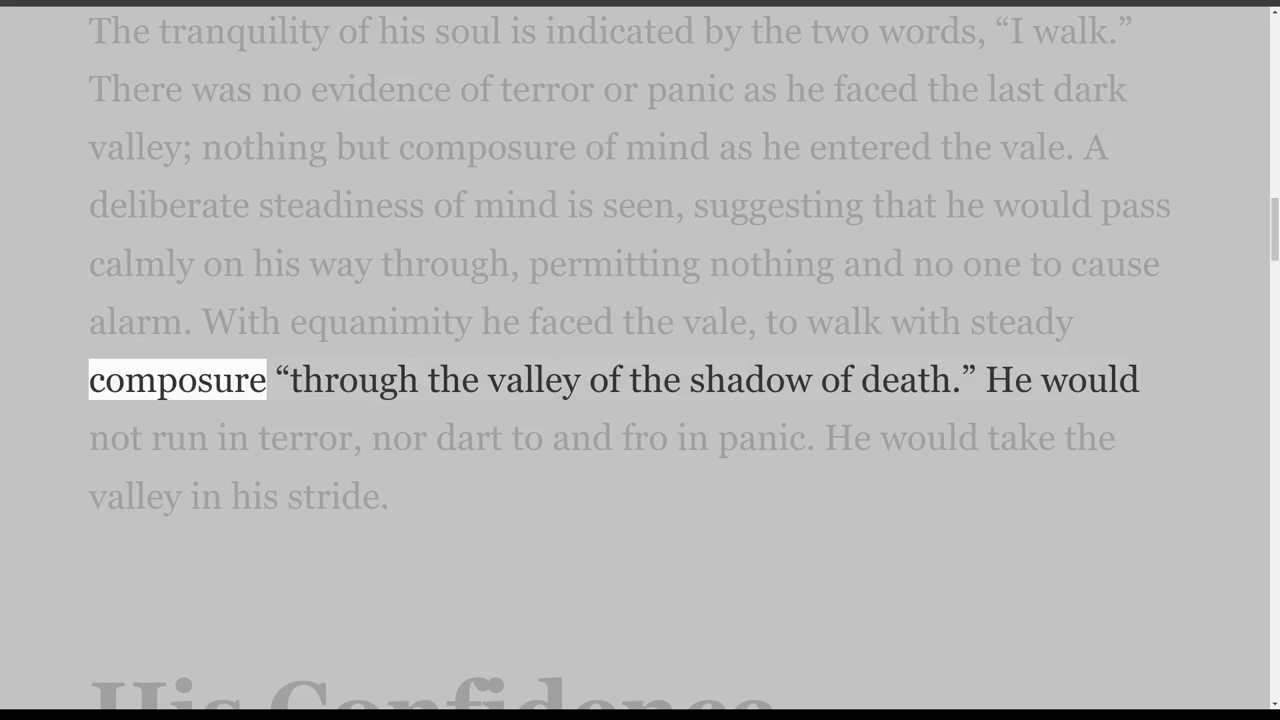 The tranquility of his soul is indicated by the two words, “I walk.”
There was no evidence of terror or panic as he faced the last dark
valley; nothing but composure of mind as he entered the vale. A
deliberate steadiness of mind is seen, suggesting that he would pass
calmly on his way through, permitting nothing and no one to cause
alarm. With equanimity he faced the vale, to walk with steady
composure “through the valley of the shadow of death.” He would
not run in terror, nor dart to and fro in panic. He would take the
valley in his stride.
His Confidence